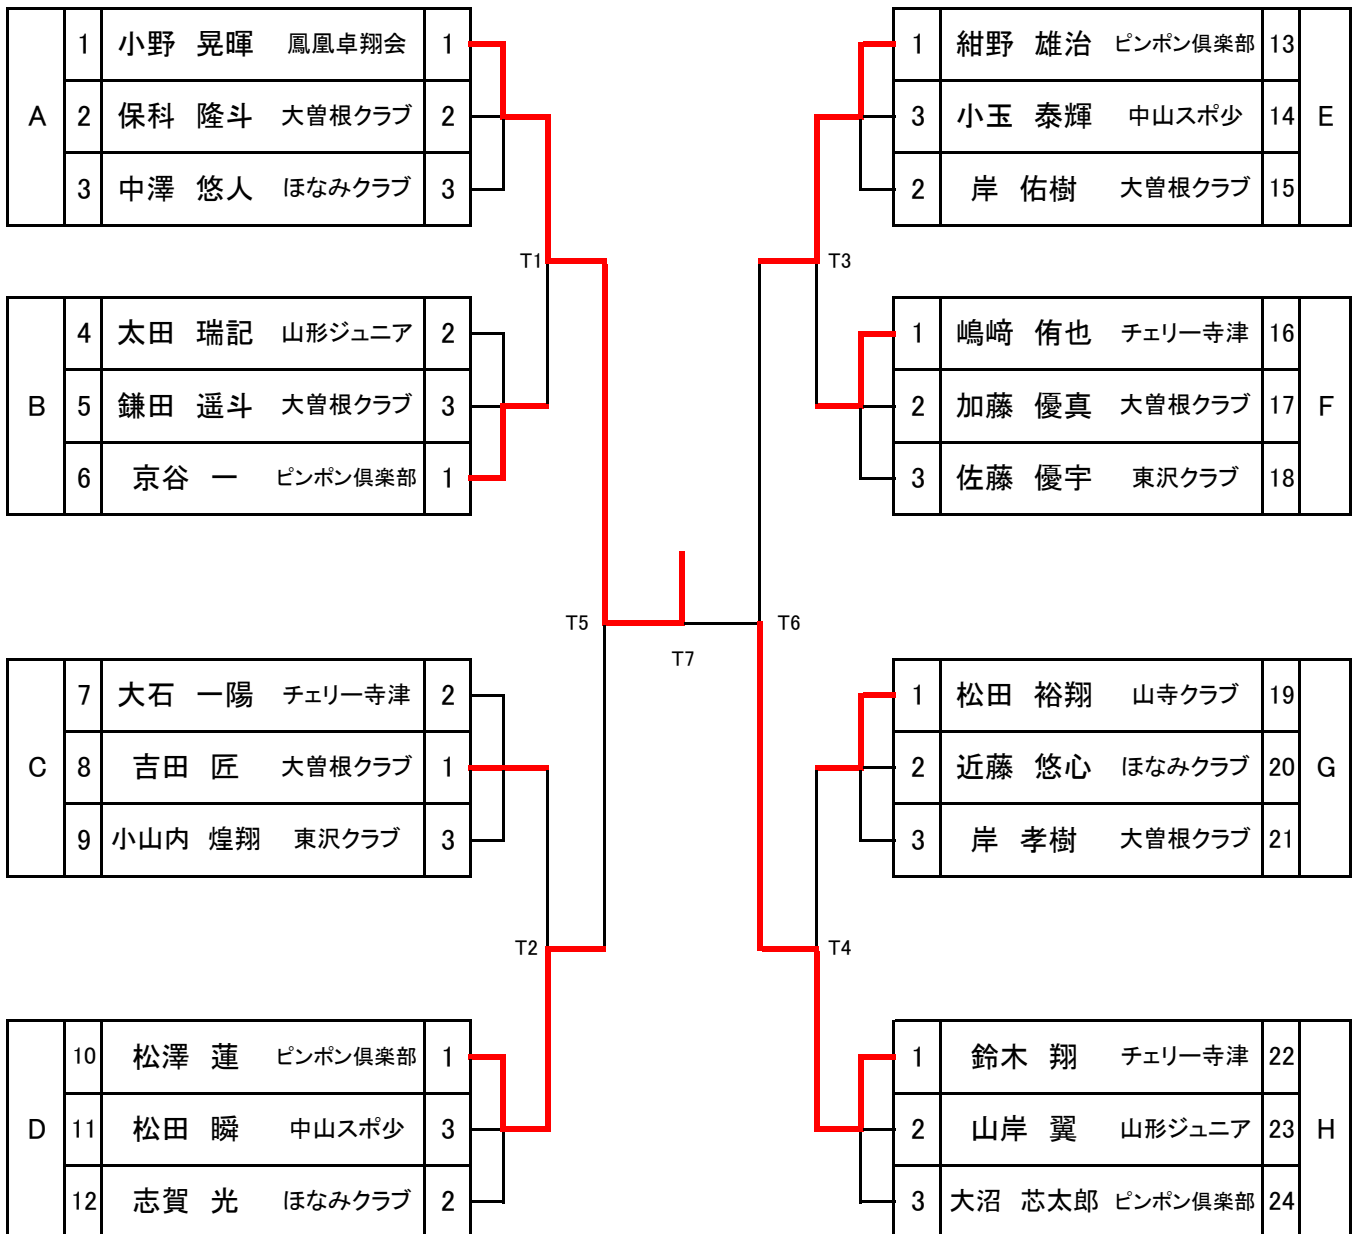 1 小野 晃暉 鳳凰卓翔会 1
A 2 保科 隆斗 大曽根クラブ 2
3 中澤 悠人 ほなみクラブ 3
1 紺野 雄治 ピンポン倶楽部 13
3 小玉 泰輝 中山スポ少 14 E
2 岸 佑樹 大曽根クラブ 15
T1
T3
4 太田 瑞記 山形ジュニア 2
B 5 鎌田 遥斗 大曽根クラブ 3
6 京谷 一 ピンポン倶楽部 1
1 嶋﨑 侑也 チェリー寺津 16
2 加藤 優真 大曽根クラブ 17 F
3 佐藤 優宇 東沢クラブ 18
T5
T6
T7
7 大石 一陽 チェリー寺津 2
C 8 吉田 匠 大曽根クラブ 1
9 小山内 煌翔 東沢クラブ 3
1 松田 裕翔 山寺クラブ 19
2 近藤 悠心 ほなみクラブ 20 G
3 岸 孝樹 大曽根クラブ 21
T2
T4
10 松澤 蓮 ピンポン倶楽部 1
D 11 松田 瞬 中山スポ少 3
12 志賀 光 ほなみクラブ 2
1 鈴木 翔 チェリー寺津 22
2 山岸 翼 山形ジュニア 23 H
3 大沼 芯太郎 ピンポン倶楽部 24